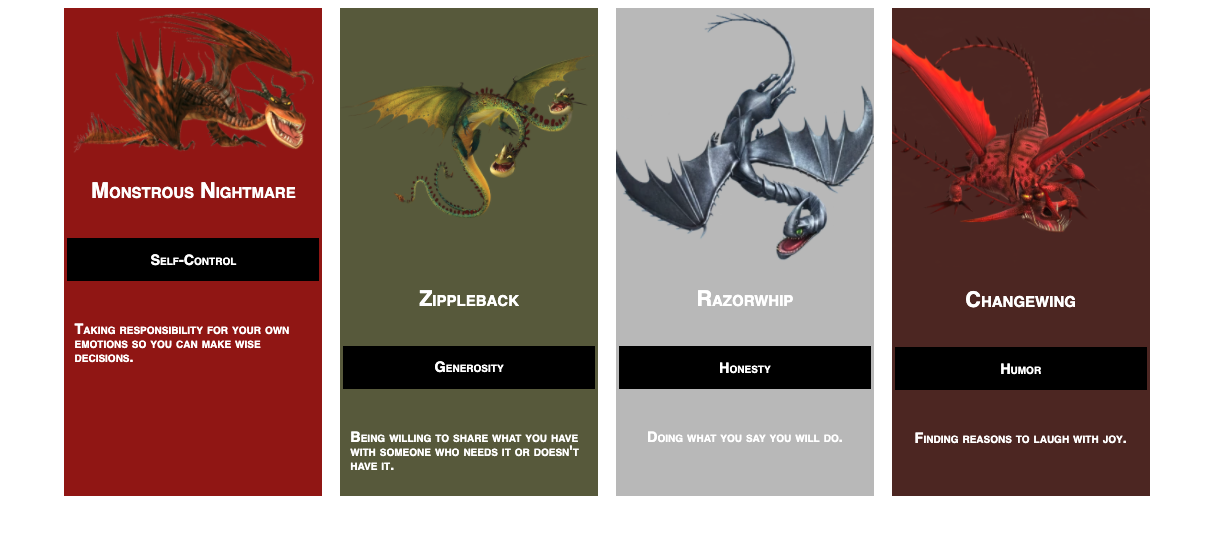 Monstrous Nightmare
Self-Control
Taking responsibility for your own
emotions so you can make wise
decisions.
Zippleback
Generosity
Being willing to share what you have
with someone who needs it or doesn't
have it.
Razorwhip
Honesty
Doing what you say you will do.
Changewing
Humor
Finding reasons to laugh with joy.